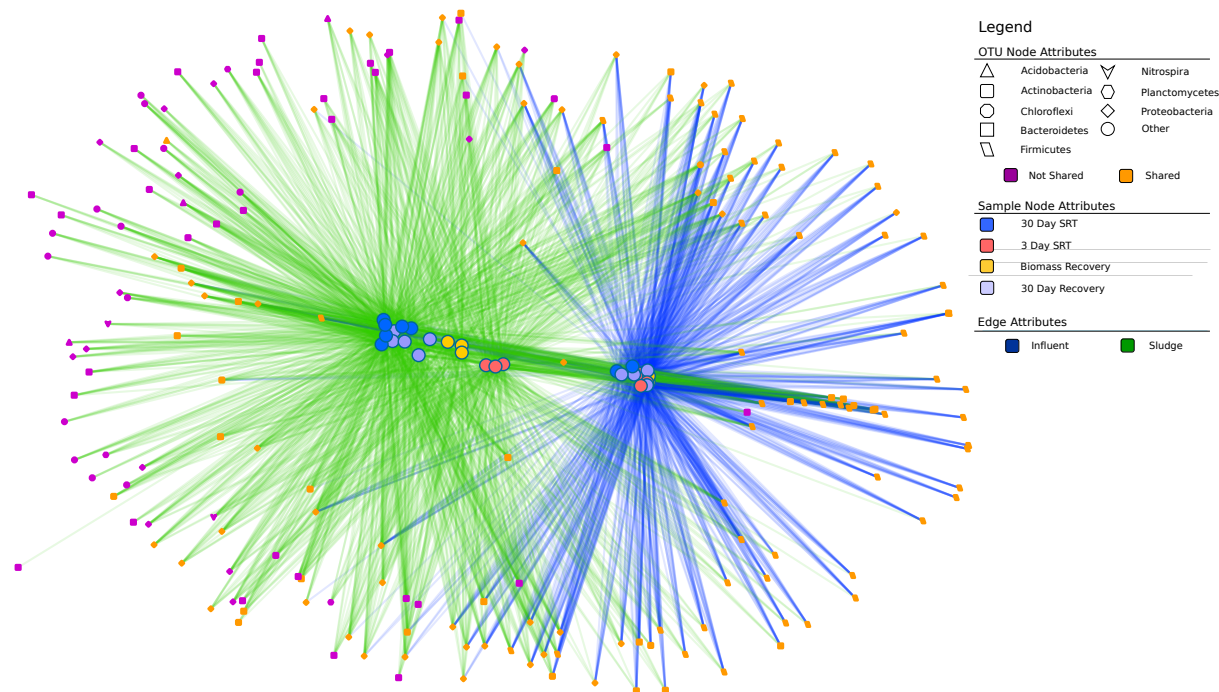 Legend
OTU Node Attributes
Acidobacteria
Nitrospira
Actinobacteria
Planctomycetes
Chloroflexi
Proteobacteria
Bacteroidetes
Other
Firmicutes
Not Shared
Shared
Sample Node Attributes
30 Day SRT
3 Day SRT
Biomass Recovery
30 Day Recovery
Edge Attributes
Influent
Sludge